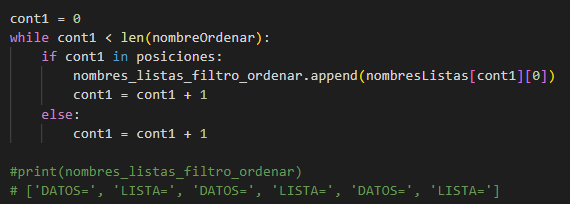 cont1 = 0
while cont1 < len(nombreOrdenar):
    if cont1 in posiciones:
        nombres_listas_filtro_ordenar.append(nombresListas[cont1][0])
        cont1 = cont1 + 1
    else:
        cont1 = cont1 + 1

#print(nombres_listas_filtro_ordenar)
# ['DATOS=', 'LISTA=', 'DATOS=', 'LISTA=', 'DATOS=', 'LISTA=']